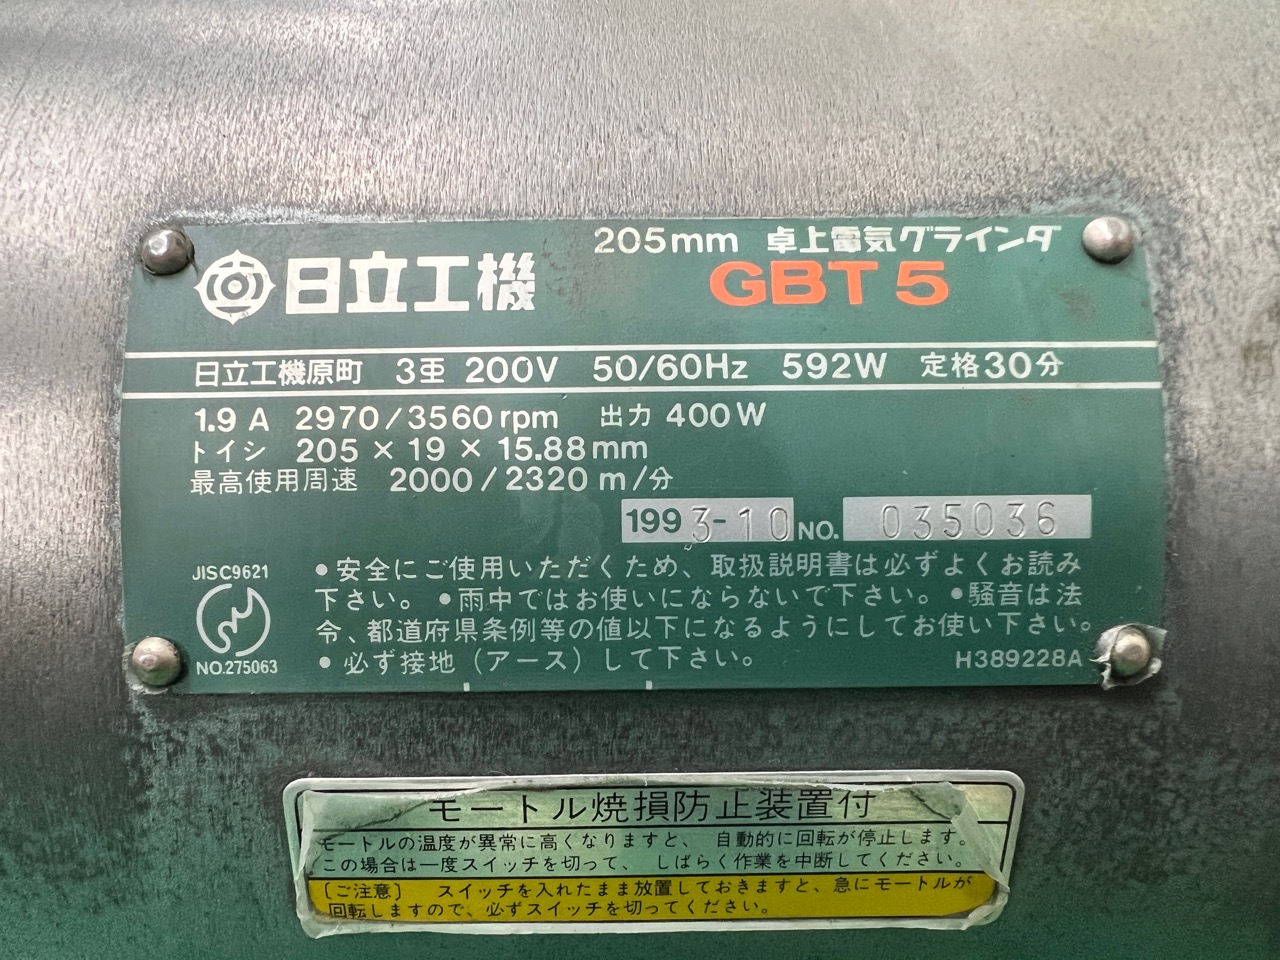 205mm 卓上電気グラインダ
日立工機 GBT5
日立工機原町 3亜 200V 50/60Hz 592W 定格30分
1.9A 2970/3560rpm 出力 400W
トイシ 205×19×15.88mm
最高使用周速 2000/2320m/分
1993-10 NO. 035036
JISC9621
NO.275063
•安全にご使用いただくため、取扱説明書は必ずよくお読み
下さい。•雨中ではお使いにならないで下さい。•騒音は法
令、都道府県条例等の値以下になるようにしてお使い下さい。
•必ず接地(アース)して下さい。
H389228A
モートル焼損防止装置付
モートルの温度が異常に高くなりますと、自動的に回転が停止します。
この場合は一度スイッチを切って、しばらく作業を中断してください。
〔ご注意〕 スイッチを入れたまま放置しておきますと、急にモートルが
回転しますので、必ずスイッチを切ってください。